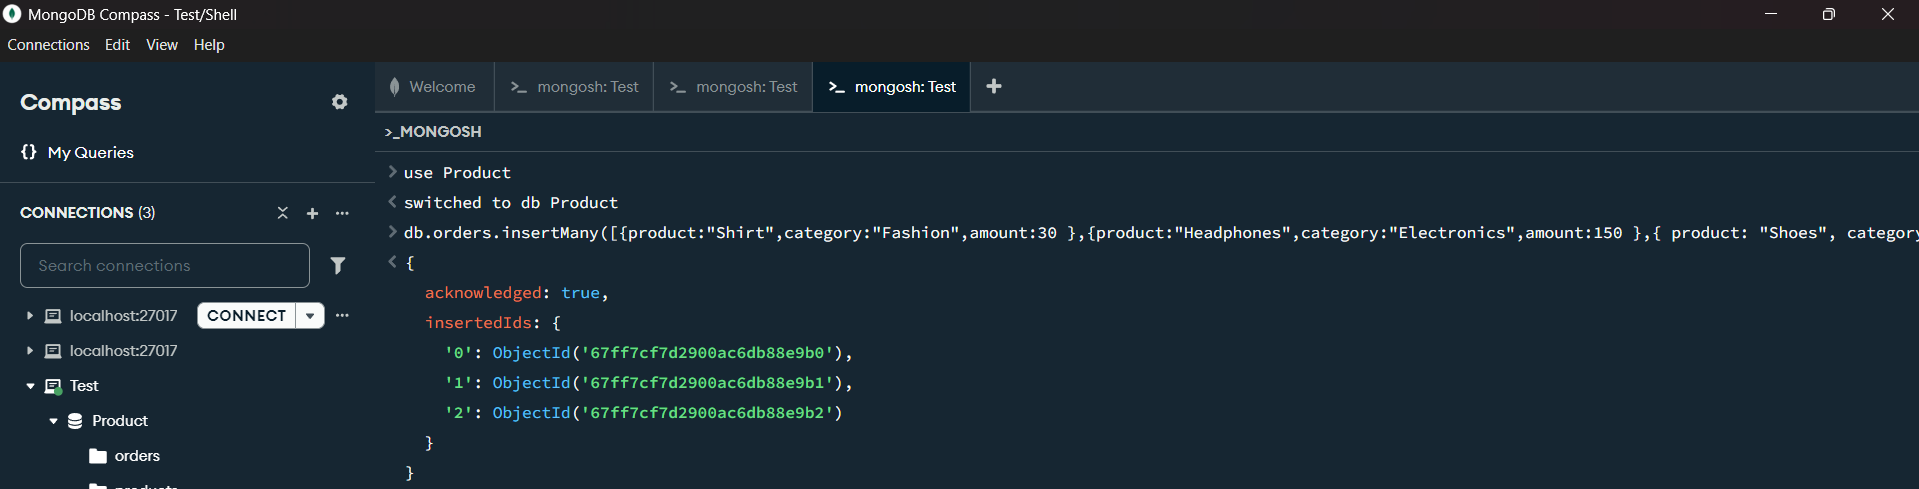 MongoDB Compass - Test/Shell
Connections Edit View Help
Compass
{} My Queries
CONNECTIONS (3)
Search connections
localhost:27017 CONNECT
localhost:27017
Test
Product
orders
products
Welcome
>_ mongosh: Test
>_ mongosh: Test
>_ mongosh: Test
>_MONGOSH
> use Product
< switched to db Product
> db.orders.insertMany([{product:"Shirt",category:"Fashion",amount:30 },{product:"Headphones",category:"Electronics",amount:150 },{ product: "Shoes", category
< {
acknowledged: true,
insertedIds: {
'0': ObjectId('67ff7cf7d2900ac6db88e9b0'),
'1': ObjectId('67ff7cf7d2900ac6db88e9b1'),
'2': ObjectId('67ff7cf7d2900ac6db88e9b2')
}
}